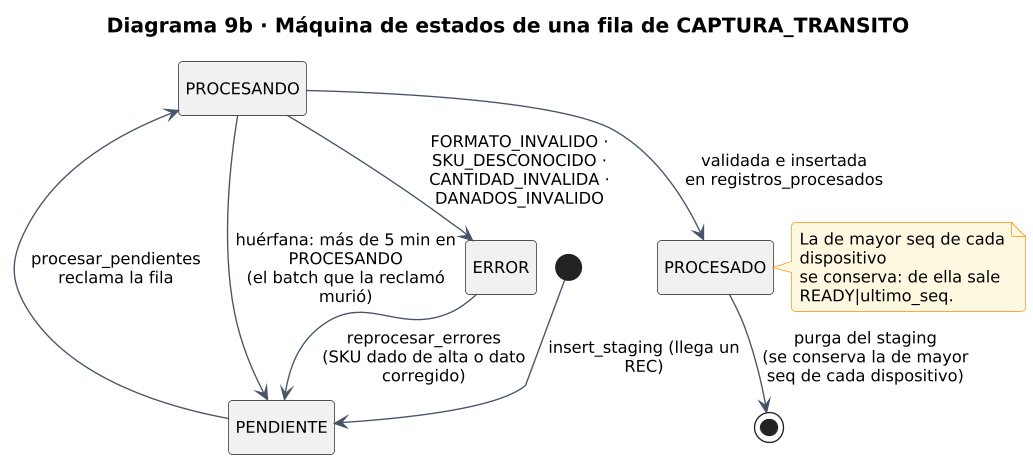 Diagrama 9b · Máquina de estados de una fila de CAPTURA_TRANSITO
PROCESANDO
FORMATO_INVALIDO ·
SKU_DESCONOCIDO ·
CANTIDAD_INVALIDA ·
DANADOS_INVALIDO
validada e insertada
en registros_procesados
procesar_pendientes
reclama la fila
huérfana: más de 5 min en
PROCESANDO
(el batch que la reclamó
murió)
ERROR
PROCESADO
La de mayor seq de cada
dispositivo
se conserva: de ella sale
READY|ultimo_seq.
reprocesar_errores
(SKU dado de alta o dato
corregido)
insert_staging (llega un
REC)
purga del staging
(se conserva la de mayor
seq de cada dispositivo)
PENDIENTE